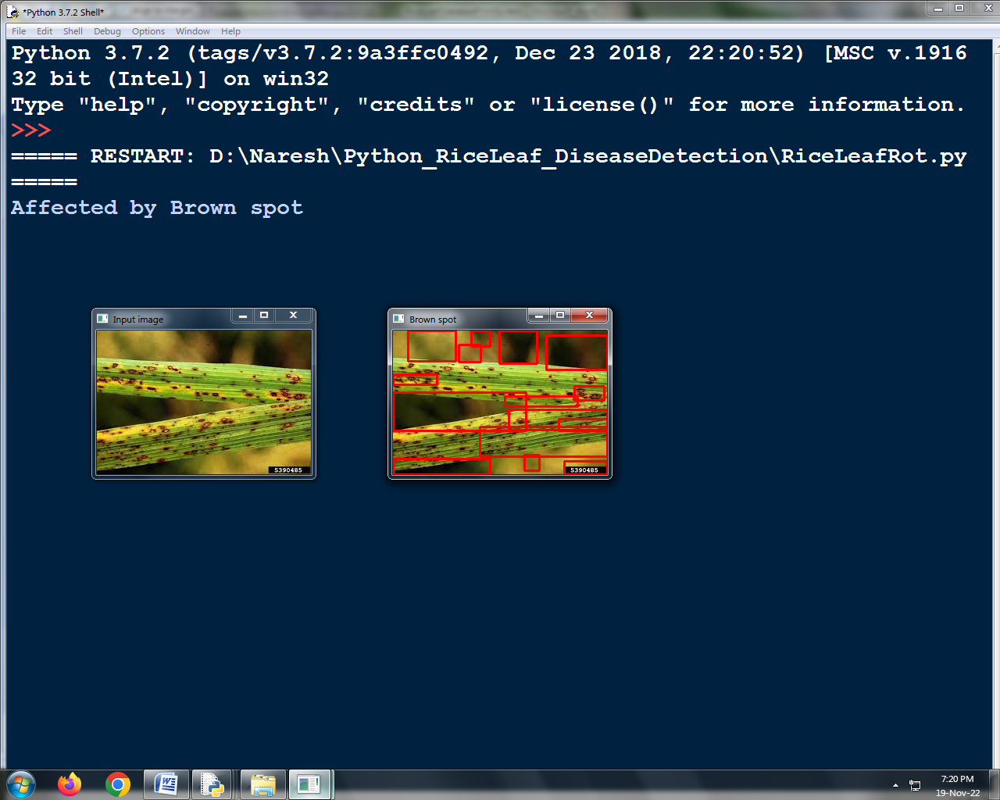 *Python 3.7.2 Shell*
File Edit Shell Debug Options Window Help
Python 3.7.2 (tags/v3.7.2:9a3ffc0492, Dec 23 2018, 22:20:52) [MSC v.1916
32 bit (Intel)] on win32
Type "help", "copyright", "credits" or "license()" for more information.
>>>
===== RESTART: D:\Naresh\Python_RiceLeaf_DiseaseDetection\RiceLeafRot.py
=====
Affected by Brown spot
Input image
Brown spot
5390485
5390485
7:20 PM
19-Nov-22